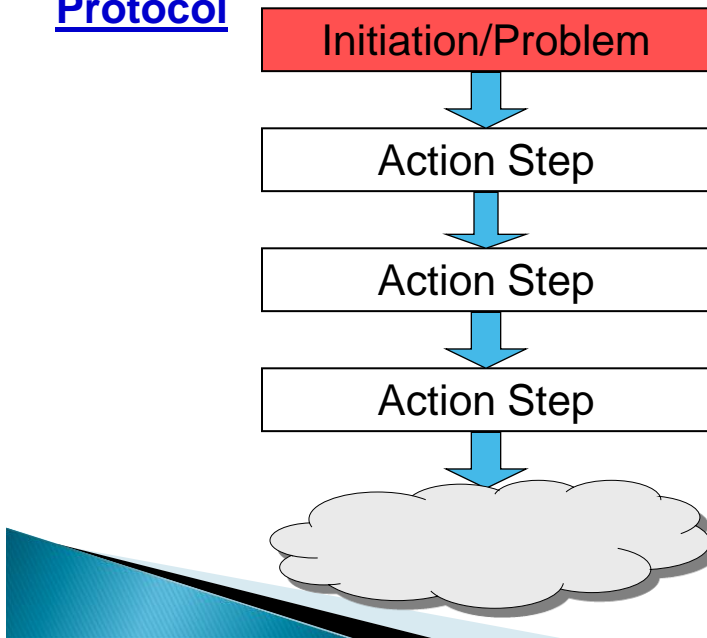 Protocol
Initiation/Problem
Action Step
Action Step
Action Step